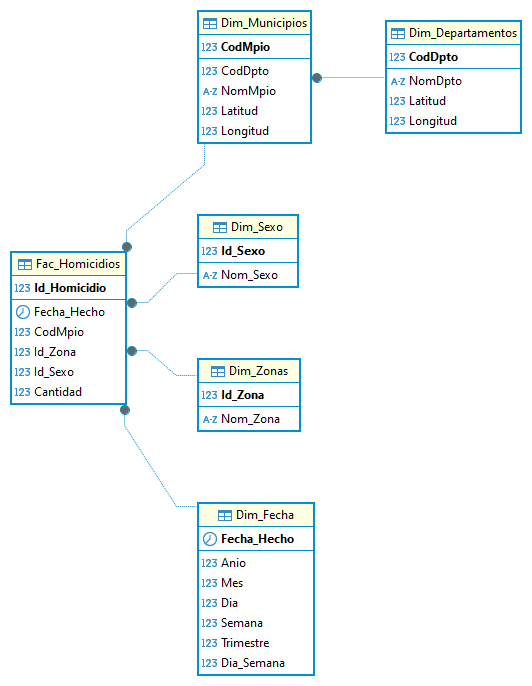 Dim_Municipios
123 CodMpio
123 CodDpto
A-Z NomMpio
123 Latitud
123 Longitud
Dim_Departamentos
123 CodDpto
A-Z NomDpto
123 Latitud
123 Longitud
Dim_Sexo
123 Id_Sexo
A-Z Nom_Sexo
Fac_Homicidios
123 Id_Homicidio
Fecha_Hecho
123 CodMpio
123 Id_Zona
123 Id_Sexo
123 Cantidad
Dim_Zonas
123 Id_Zona
A-Z Nom_Zona
Dim_Fecha
Fecha_Hecho
123 Anio
123 Mes
123 Dia
123 Semana
123 Trimestre
123 Dia_Semana